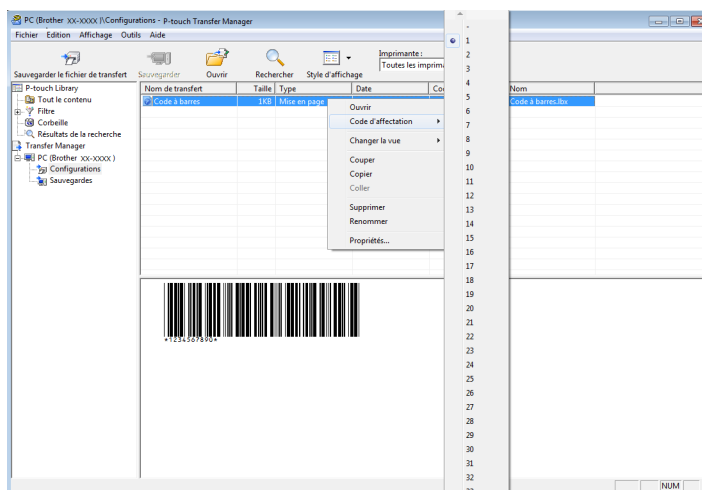 PC (Brother XX-XXXX )\Configurations - P-touch Transfer Manager
Fichier Edition Affichage Outils Aide
Sauvegarder le fichier de transfert Sauvegarder Ouvrir Rechercher Style d'affichage
Imprimante :
Toutes les imprim
P-touch Library
Tout le contenu
Filtre
Corbeille
Résultats de la recherche
Transfer Manager
PC (Brother XX-XXXX )
Configurations
Sauvegardes
Nom de transfert Taille Type Date Nom
Code à barres 1KB Mise en page Code à barres.lbx
Ouvrir
Code d'affectation
Changer la vue
Couper
Copier
Coller
Supprimer
Renommer
Propriétés...
-
1
2
3
4
5
6
7
8
9
10
11
12
13
14
15
16
17
18
19
20
21
22
23
24
25
26
27
28
29
30
31
32
*1234567890*
NUM